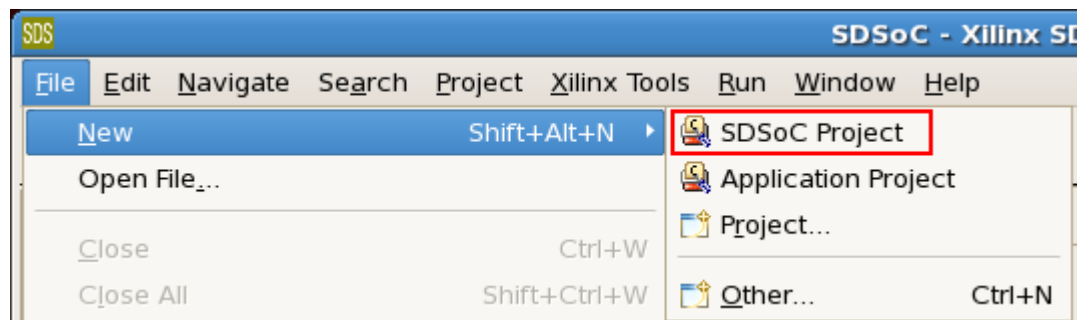 SDS SDSoC - Xilinx SD
File Edit Navigate Search Project Xilinx Tools Run Window Help
New Shift+Alt+N SDSoC Project
Open File... Application Project
Project...
Close Ctrl+W
Close All Shift+Ctrl+W Other... Ctrl+N